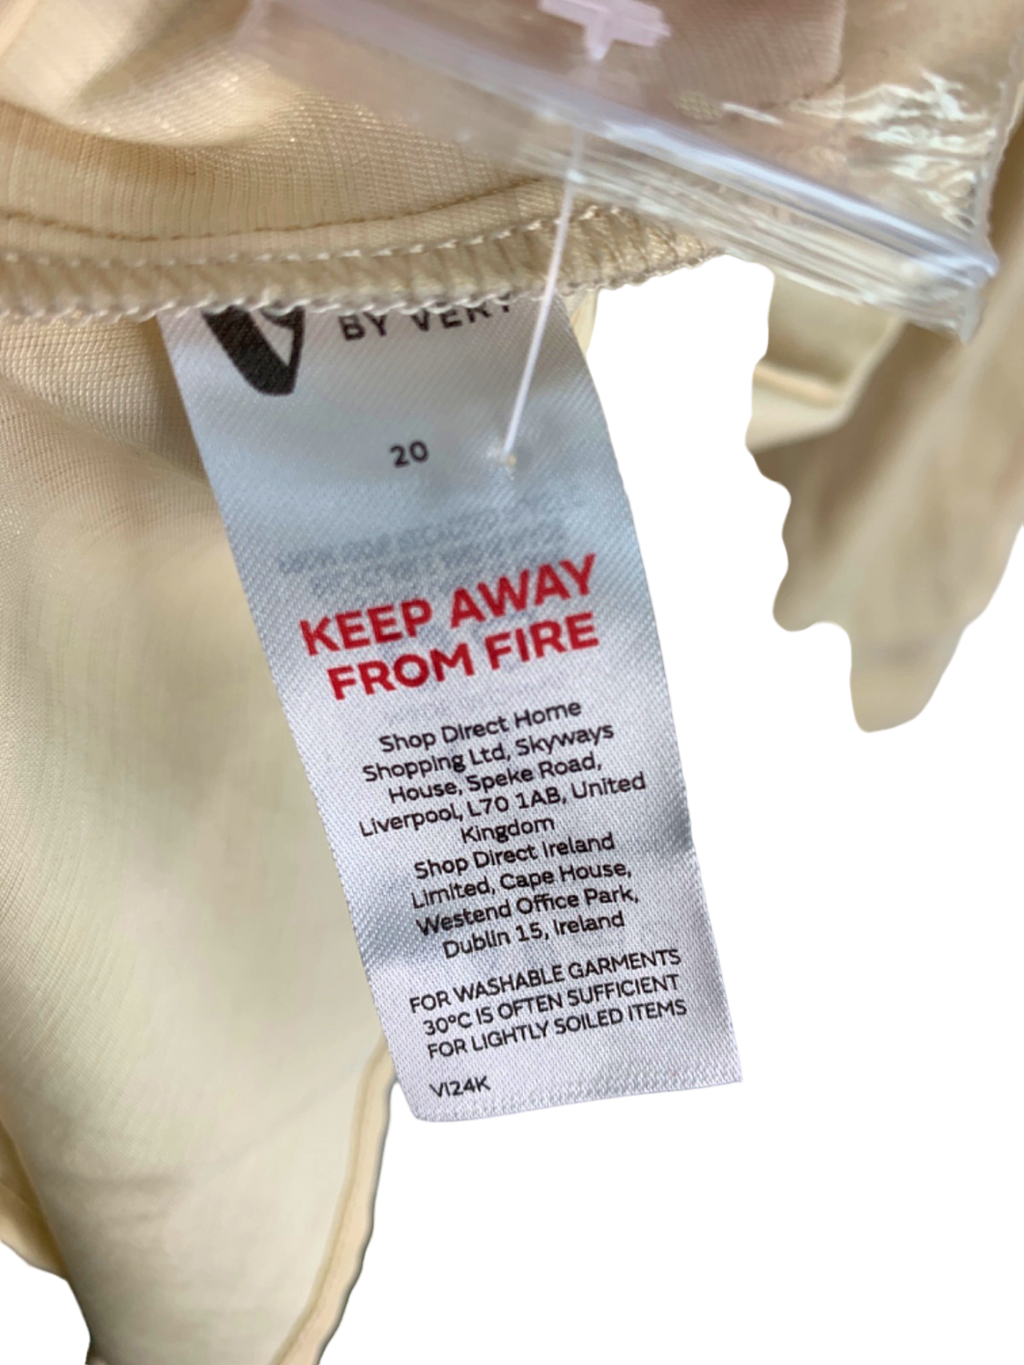 V BY VERY
20
KEEP AWAY
FROM FIRE
Shop Direct Home
Shopping Ltd, Skyways
House, Speke Road,
Liverpool, L70 1AB, United
Kingdom
Shop Direct Ireland
Limited, Cape House,
Westend Office Park,
Dublin 15, Ireland
FOR WASHABLE GARMENTS
30°C IS OFTEN SUFFICIENT
FOR LIGHTLY SOILED ITEMS
VI24K